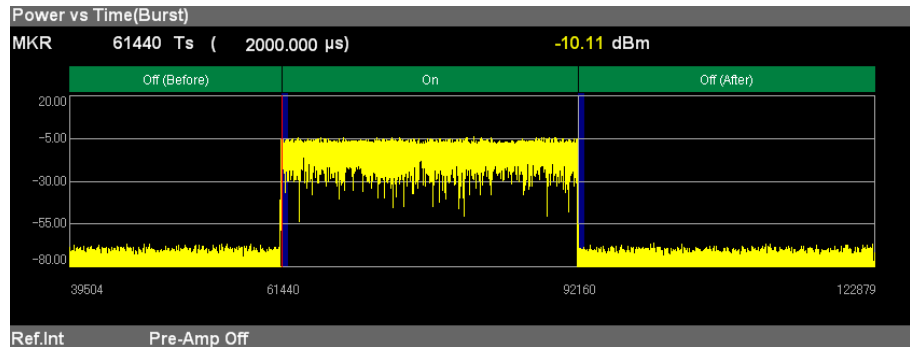 Power vs Time(Burst)
MKR 61440 Ts ( 2000.000 µs) -10.11 dBm
Off (Before) On Off (After)
20.00
-5.00
-30.00
-55.00
-80.00
39504 61440 92160 122879
Ref.Int Pre-Amp Off